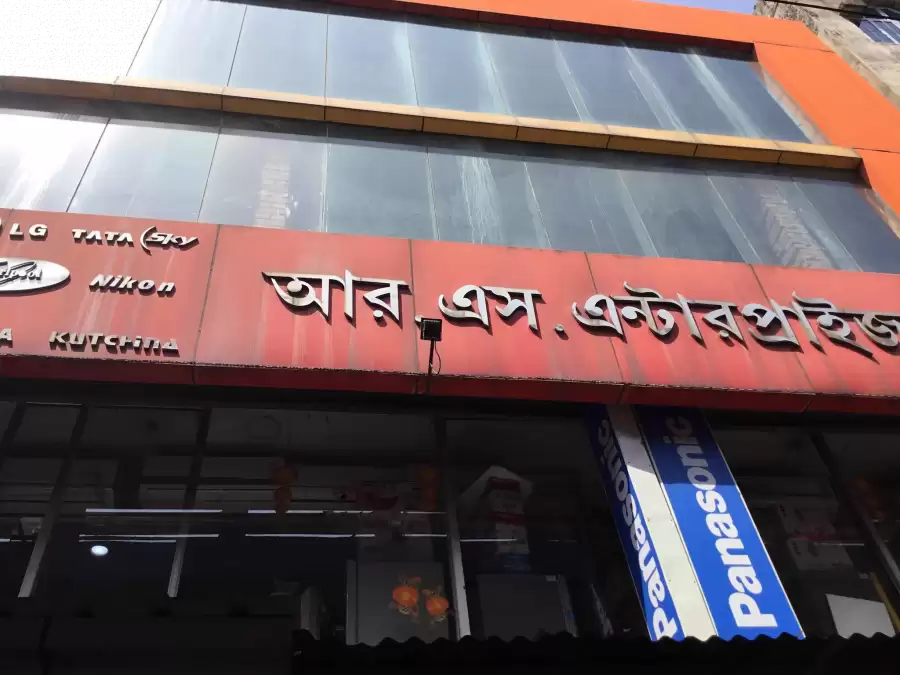 LG TATA Sky
Nikon
KUTCHINA
আর.এস.এন্টারপ্রাইজ
Panasonic
Panasonic